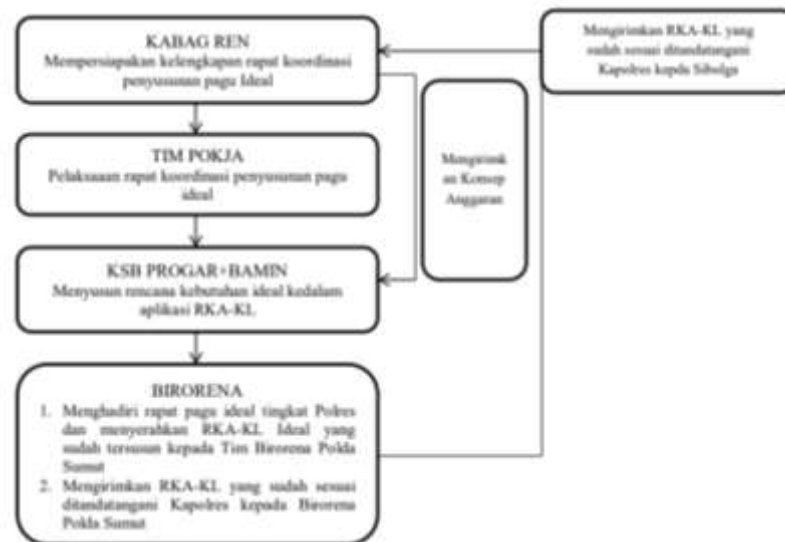 KABAG REN
Mempersiapakan kelengkapan rapat koordinasi
penyusunan pagu Ideal
Mengirimkan RKA-KL yang
sudah sesuai ditandatangani
Kapolres kepda Sibolga
TIM POKJA
Pelaksaaan rapat koordinasi penyusunan pagu
ideal
Mengirimk
an Konsep
Anggaran
KSB PROGAR+BAMIN
Menyusun rencana kebutuhan ideal kedalam
aplikasi RKA-KL
BIRORENA
1. Menghadiri rapat pagu ideal tingkat Polres
dan menyerahkan RKA-KL Ideal yang
sudah tersusun kepada Tim Birorena Polda
Sumut
2. Mengirimkan RKA-KL yang sudah sesuai
ditandatangani Kapolres kepada Birorena
Polda Sumut